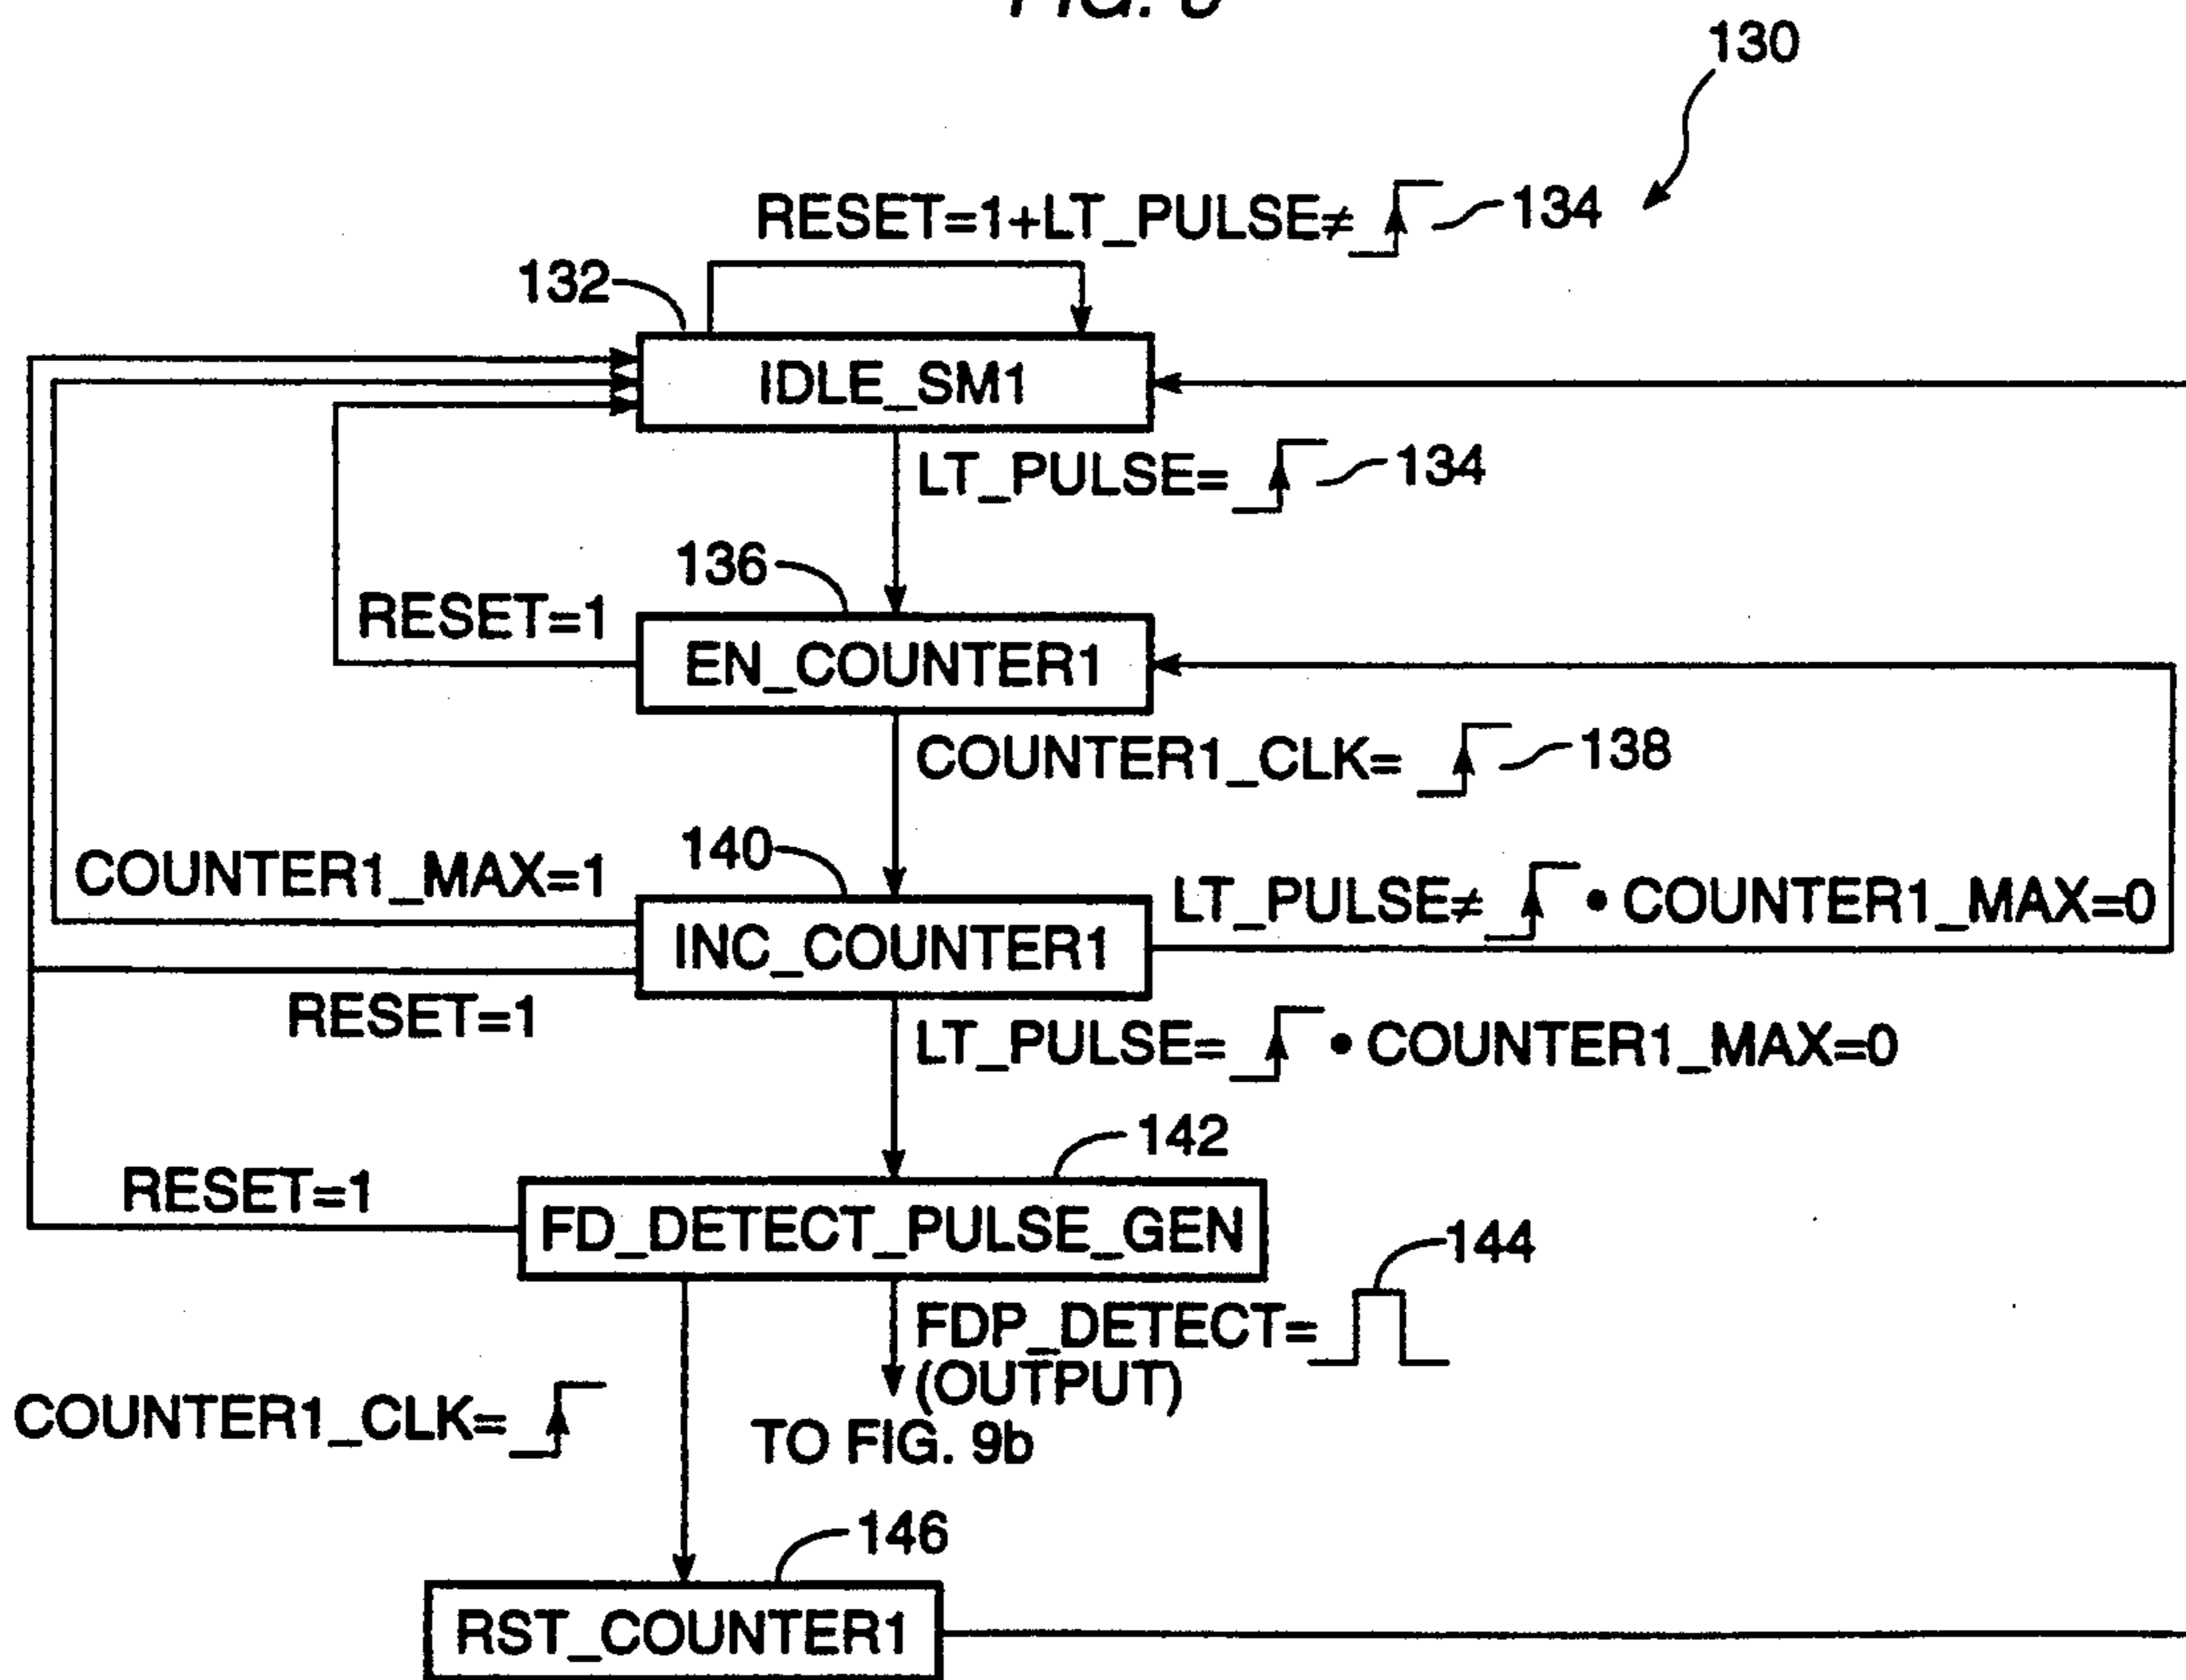 130
RESET=1+LT_PULSE≠ 134
132
IDLE_SM1
LT_PULSE= 134
136
RESET=1
EN_COUNTER1
COUNTER1_CLK= 138
140
COUNTER1_MAX=1
LT_PULSE≠ • COUNTER1_MAX=0
INC_COUNTER1
RESET=1
LT_PULSE= • COUNTER1_MAX=0
142
RESET=1
FD_DETECT_PULSE_GEN
144
FDP_DETECT=
(OUTPUT)
COUNTER1_CLK=
TO FIG. 9b
146
RST_COUNTER1